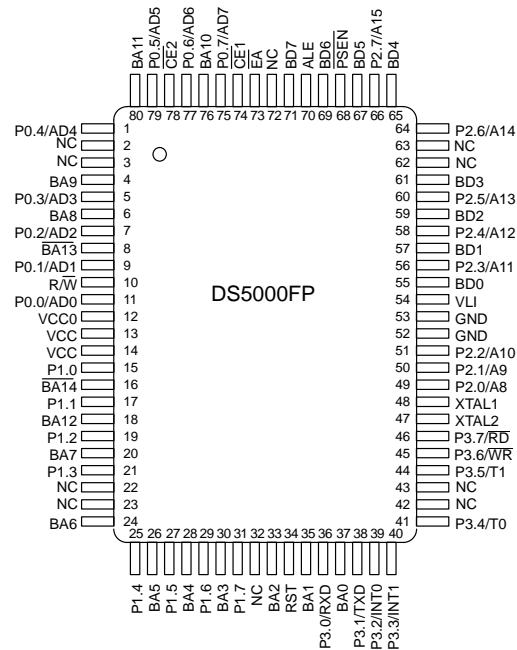 BA11
P0.5/AD5
CE2
P0.6/AD6
BA10
P0.7/AD7
CE1
EA
NC
BD7
ALE
BD6
PSEN
BD5
P2.7/A15
BD4
80 79 78 77 76 75 74 73 72 71 70 69 68 67 66 65
P0.4/AD4 1
NC 2
NC 3
BA9 4
P0.3/AD3 5
BA8 6
P0.2/AD2 7
BA13 8
P0.1/AD1 9
R/W 10
P0.0/AD0 11
VCC0 12
VCC 13
VCC 14
P1.0 15
BA14 16
P1.1 17
BA12 18
P1.2 19
BA7 20
P1.3 21
NC 22
NC 23
BA6 24
DS5000FP
64 P2.6/A14
63 NC
62 NC
61 BD3
60 P2.5/A13
59 BD2
58 P2.4/A12
57 BD1
56 P2.3/A11
55 BD0
54 VLI
53 GND
52 GND
51 P2.2/A10
50 P2.1/A9
49 P2.0/A8
48 XTAL1
47 XTAL2
46 P3.7/RD
45 P3.6/WR
44 P3.5/T1
43 NC
42 NC
41 P3.4/T0
25 26 27 28 29 30 31 32 33 34 35 36 37 38 39 40
P1.4
BA5
P1.5
BA4
P1.6
BA3
P1.7
NC
BA2
RST
BA1
P3.0/RXD
BA0
P3.1/TXD
P3.2/INT0
P3.3/INT1